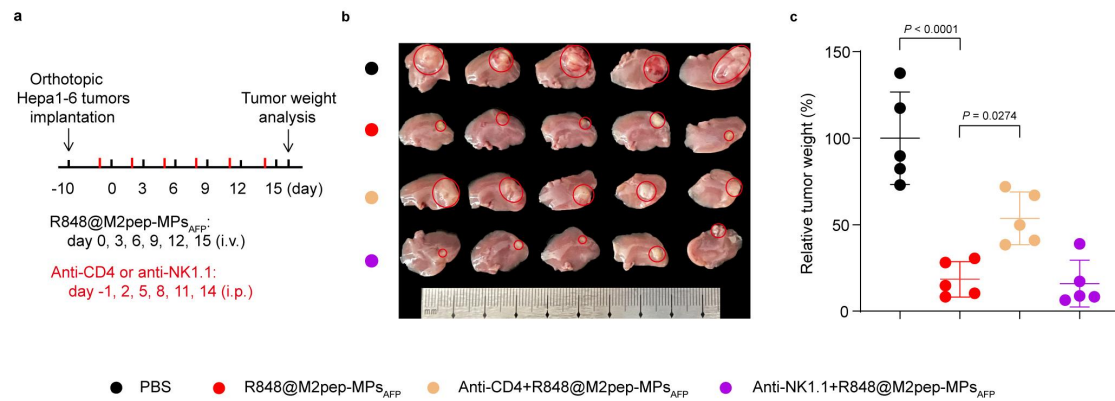 a
Orthotopic
Hepa1-6 tumors
implantation
Tumor weight
analysis
-10 0 3 6 9 12 15 (day)
R848@M2pep-MPsAFP:
day 0, 3, 6, 9, 12, 15 (i.v.)
Anti-CD4 or anti-NK1.1:
day -1, 2, 5, 8, 11, 14 (i.p.)
b
mm
c
P < 0.0001
P = 0.0274
Relative tumor weight (%)
150
100
50
0
PBS
R848@M2pep-MPsAFP
Anti-CD4+R848@M2pep-MPsAFP
Anti-NK1.1+R848@M2pep-MPsAFP